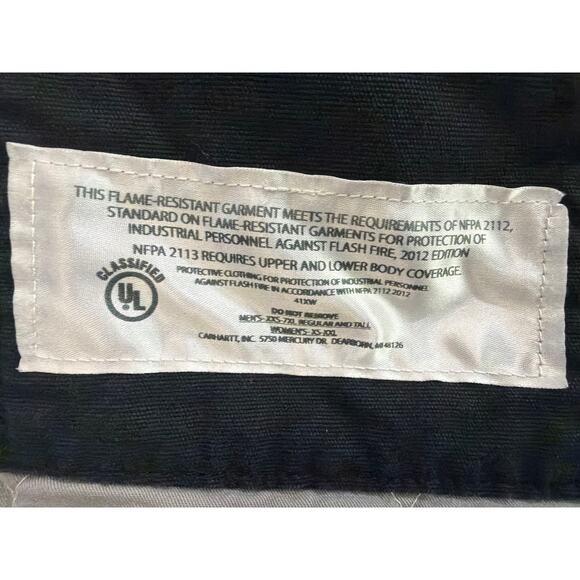 THIS FLAME-RESISTANT GARMENT MEETS THE REQUIREMENTS OF NFPA 2112,
STANDARD ON FLAME-RESISTANT GARMENTS FOR PROTECTION OF
INDUSTRIAL PERSONNEL AGAINST FLASH FIRE, 2012 EDITION
NFPA 2113 REQUIRES UPPER AND LOWER BODY COVERAGE.
CLASSIFIED
UL
PROTECTIVE CLOTHING FOR PROTECTION OF INDUSTRIAL PERSONNEL
AGAINST FLASH FIRE IN ACCORDANCE WITH NFPA 2112 2012
41XW
DO NOT REMOVE
MEN'S-XXS-7XL REGULAR AND TALL
WOMEN'S- XS-XXL
CARHARTT, INC. 5750 MERCURY DR. DEARBORN, MI 48126